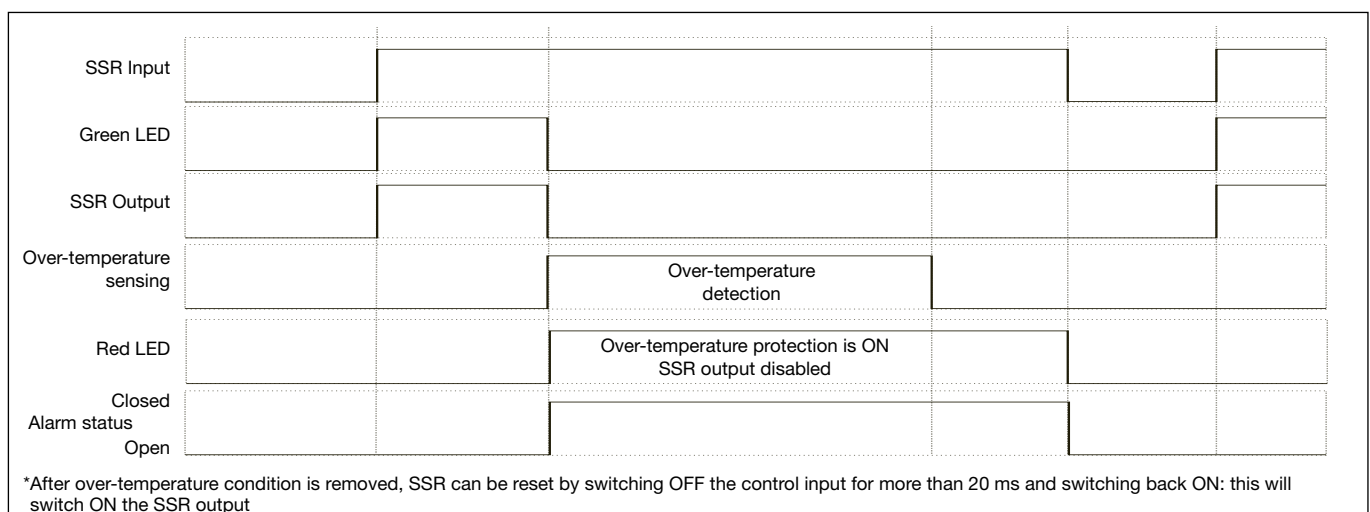 SSR Input
Green LED
SSR Output
Over-temperature
sensing
Over-temperature
detection
Red LED
Over-temperature protection is ON
SSR output disabled
Closed
Alarm status
Open
*After over-temperature condition is removed, SSR can be reset by switching OFF the control input for more than 20 ms and switching back ON: this will
switch ON the SSR output